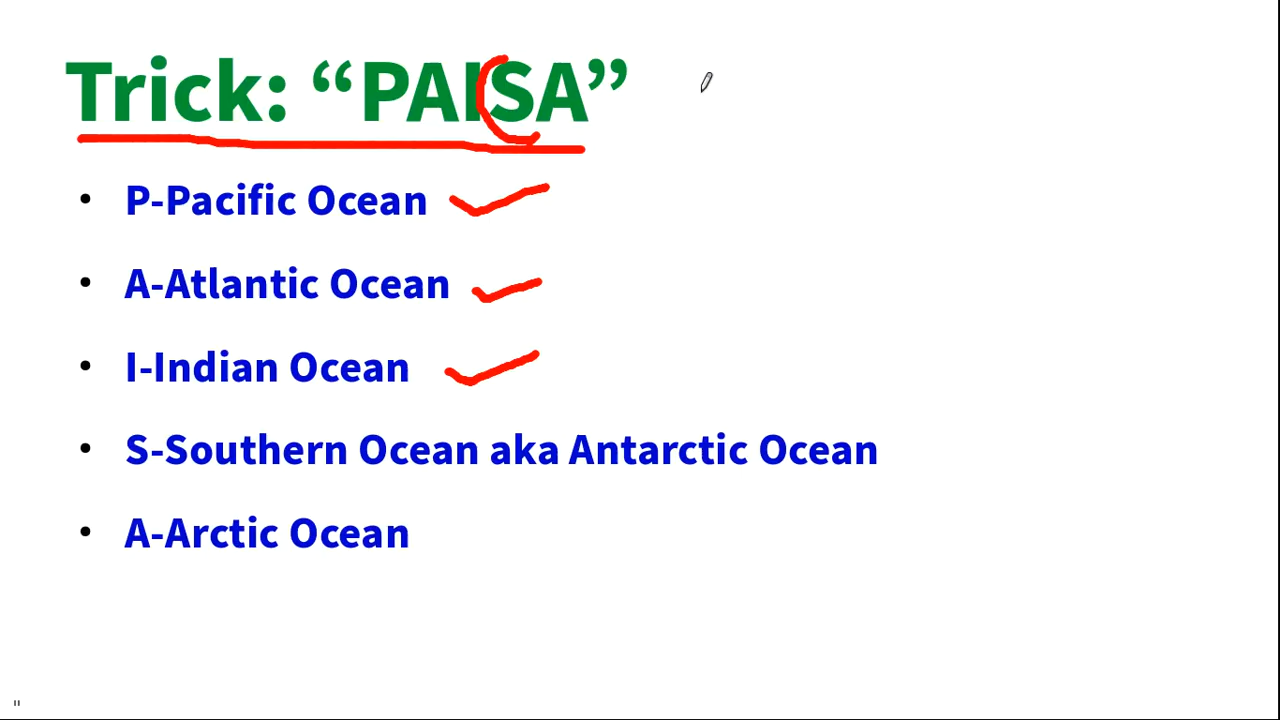 Trick: “PAISA”
• P-Pacific Ocean
• A-Atlantic Ocean
• I-Indian Ocean
• S-Southern Ocean aka Antarctic Ocean
• A-Arctic Ocean
"